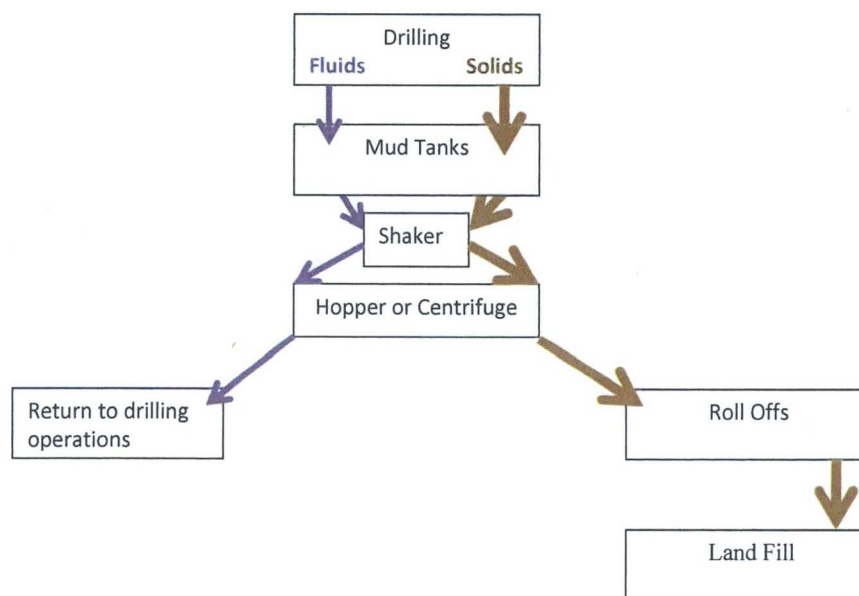 Drilling
Fluids Solids
Mud Tanks
Shaker
Hopper or Centrifuge
Return to drilling
operations
Roll Offs
Land Fill